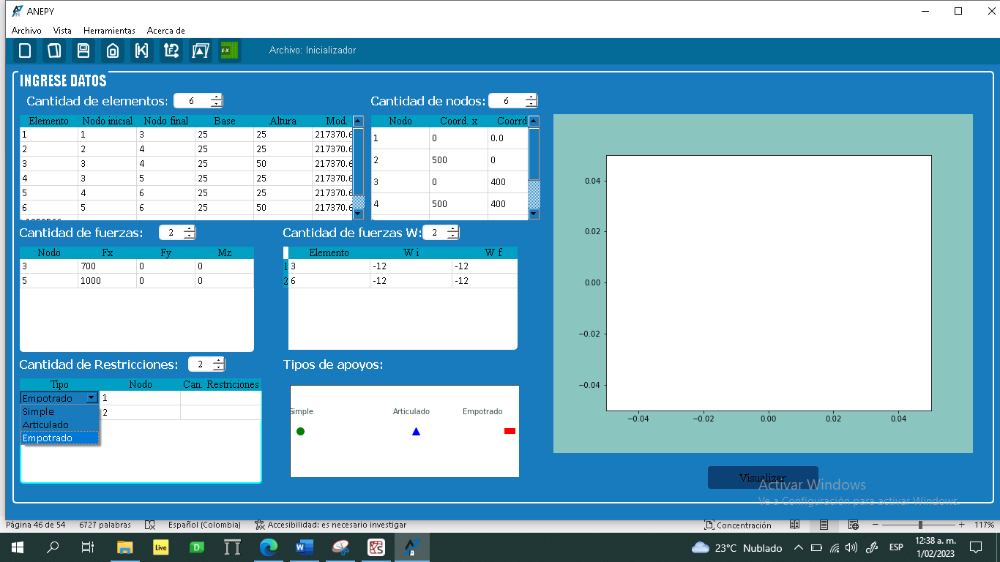 ANEPY
Archivo Vista Herramientas Acerca de
Archivo: Inicializador
INGRESE DATOS
Cantidad de elementos: 6
Elemento Nodo inicial Nodo final Base Altura Mod.
1 1 3 25 25 217370.6
2 2 4 25 25 217370.6
3 3 4 25 50 217370.6
4 3 5 25 25 217370.6
5 4 6 25 25 217370.6
6 5 6 25 50 217370.6
Cantidad de nodos: 6
Nodo Coord. x Coorrd
1 0 0.0
2 500 0
3 0 400
4 500 400
Cantidad de fuerzas: 2
Nodo Fx Fy Mz
3 700 0 0
5 1000 0 0
Cantidad de fuerzas W: 2
Elemento W i W f
1 3 -12 -12
2 6 -12 -12
Cantidad de Restricciones: 2
Tipo Nodo Can. Restriciones
Empotrado 1
2
Simple
Articulado
Empotrado
Tipos de apoyos:
Simple Articulado Empotrado
0.04
0.02
0.00
−0.02
−0.04
−0.04 −0.02 0.00 0.02 0.04
Visualizar
Activar Windows
Ve a Configuración para activar Windows.
Página 46 de 54 6727 palabras Español (Colombia) Accesibilidad: es necesario investigar Concentración 117%
Live D 23°C Nublado ESP 12:38 a. m.
1/02/2023